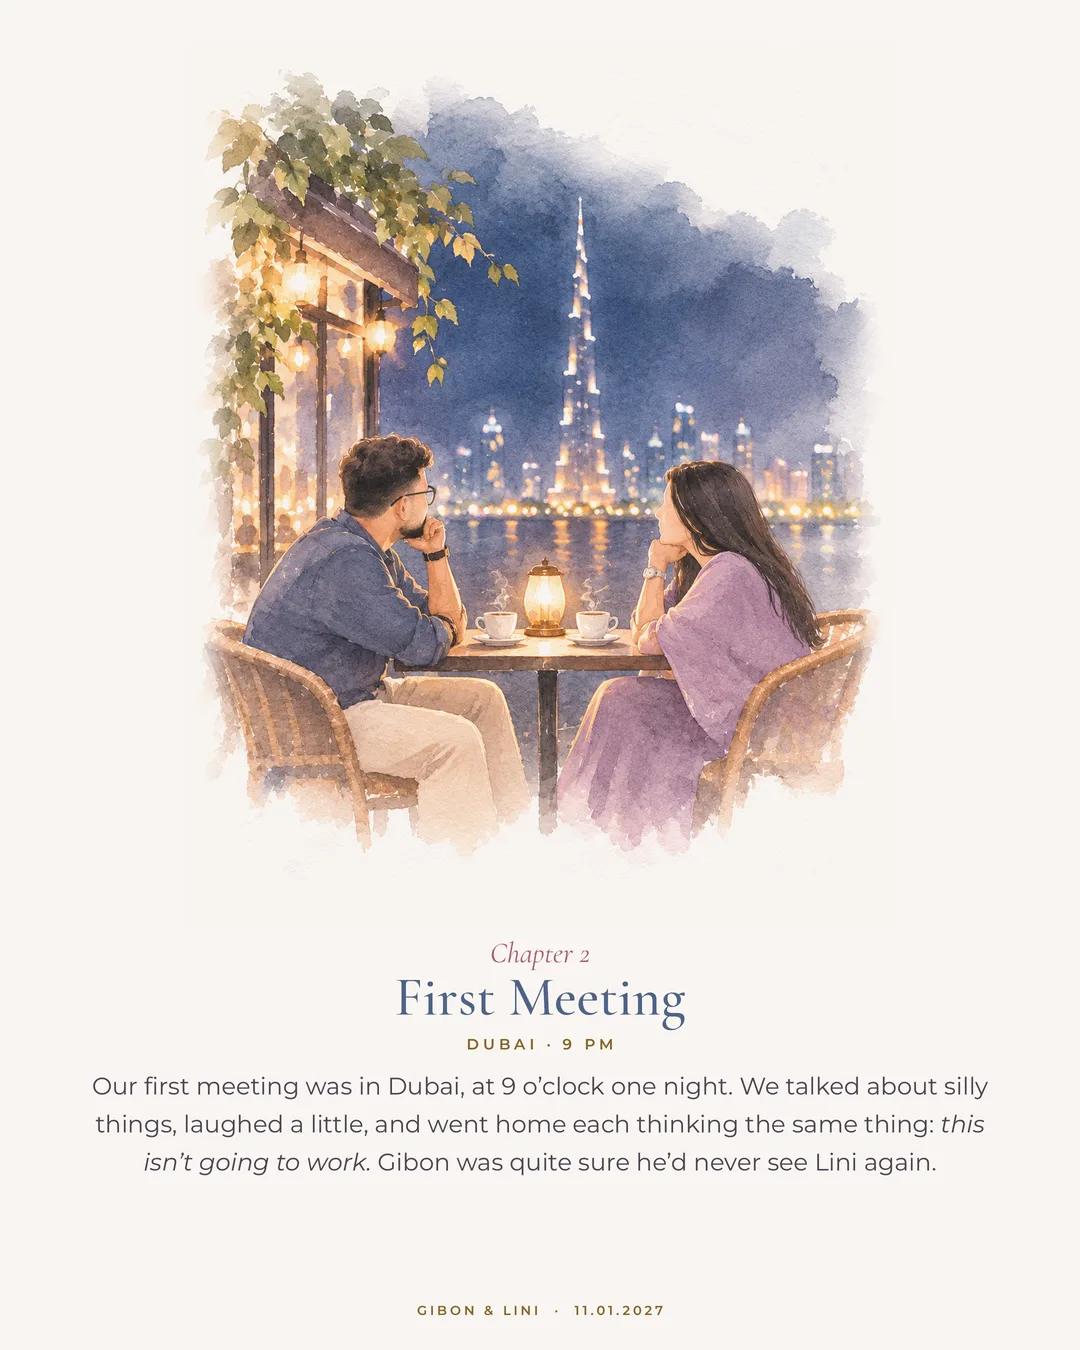 Chapter 2
First Meeting
DUBAI · 9 PM
Our first meeting was in Dubai, at 9 o’clock one night. We talked about silly
things, laughed a little, and went home each thinking the same thing: this
isn’t going to work. Gibon was quite sure he’d never see Lini again.
GIBON & LINI · 11.01.2027